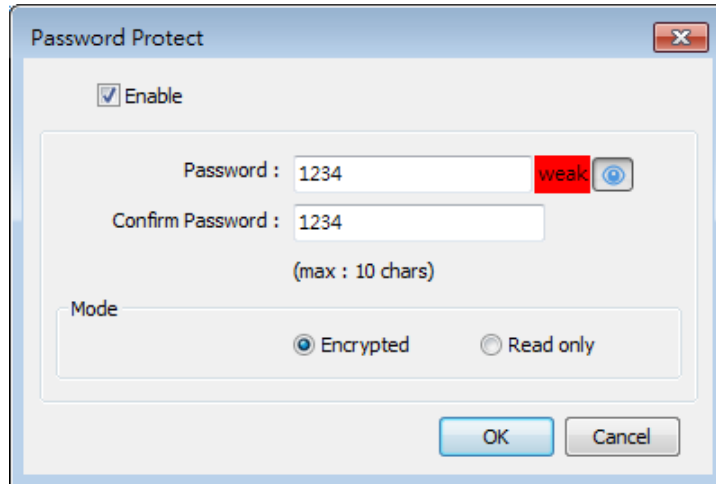 Password Protect
Enable
Password : 1234 weak
Confirm Password : 1234
(max : 10 chars)
Mode
Encrypted Read only
OK Cancel